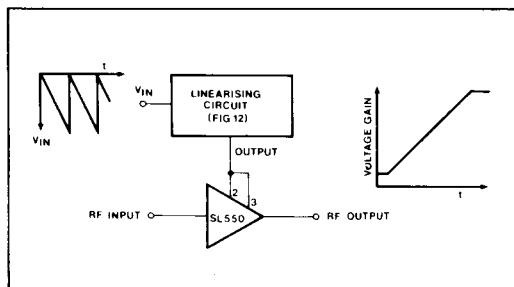 t
VIN
VIN
LINEARISING
CIRCUIT
(FIG 12)
OUTPUT
VOLTAGE GAIN
t
2
3
RF INPUT
SL550
RF OUTPUT